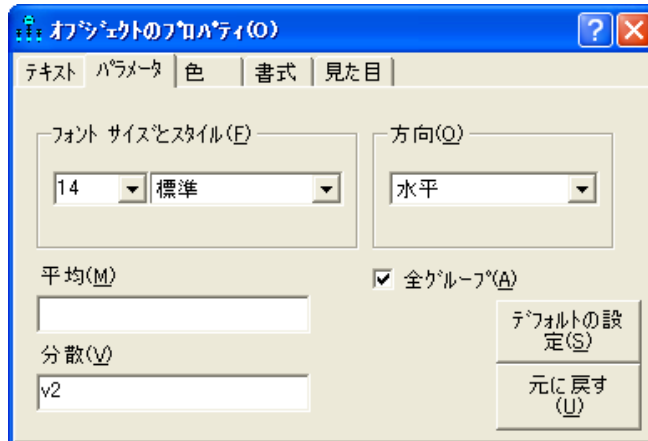 ｵﾌﾞｼﾞｪｸﾄのﾌﾟﾛﾊﾟﾃｨ(O)
テキスト ﾊﾟﾗﾒｰﾀ 色 書式 見た目
ﾌｫﾝﾄ ｻｲｽﾞとｽﾀｲﾙ(F)
方向(O)
14 標準
水平
平均(M)
全ｸﾞﾙｰﾌﾟ(A)
ﾃﾞﾌｫﾙﾄの設
定(S)
分散(V)
v2
元に戻す
(U)